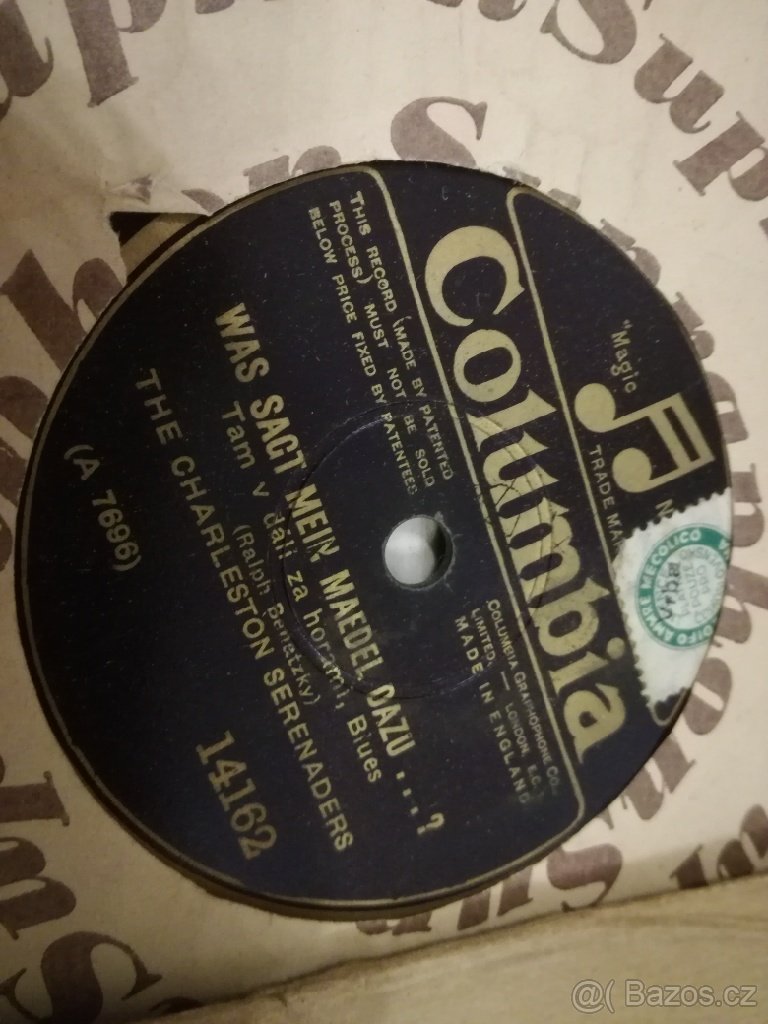 Supraphon
"Magic
TRADE MA
Columbia
COLUMBIA GRAPHOPHONE CO.
LIMITED. — LONDON, E.C.2
MADE IN ENGLAND
THIS RECORD (MADE BY PATENTED
PROCESS) MUST NOT BE SOLD
BELOW PRICE FIXED BY PATENTEES
WAS SAGT MEIN MAEDEL DAZU ...?
Tam v dáli za horami, Blues
(Ralph Benatzky)
THE CHARLESTON SERENADERS
(A 7696)
14162
@( Bazos.cz